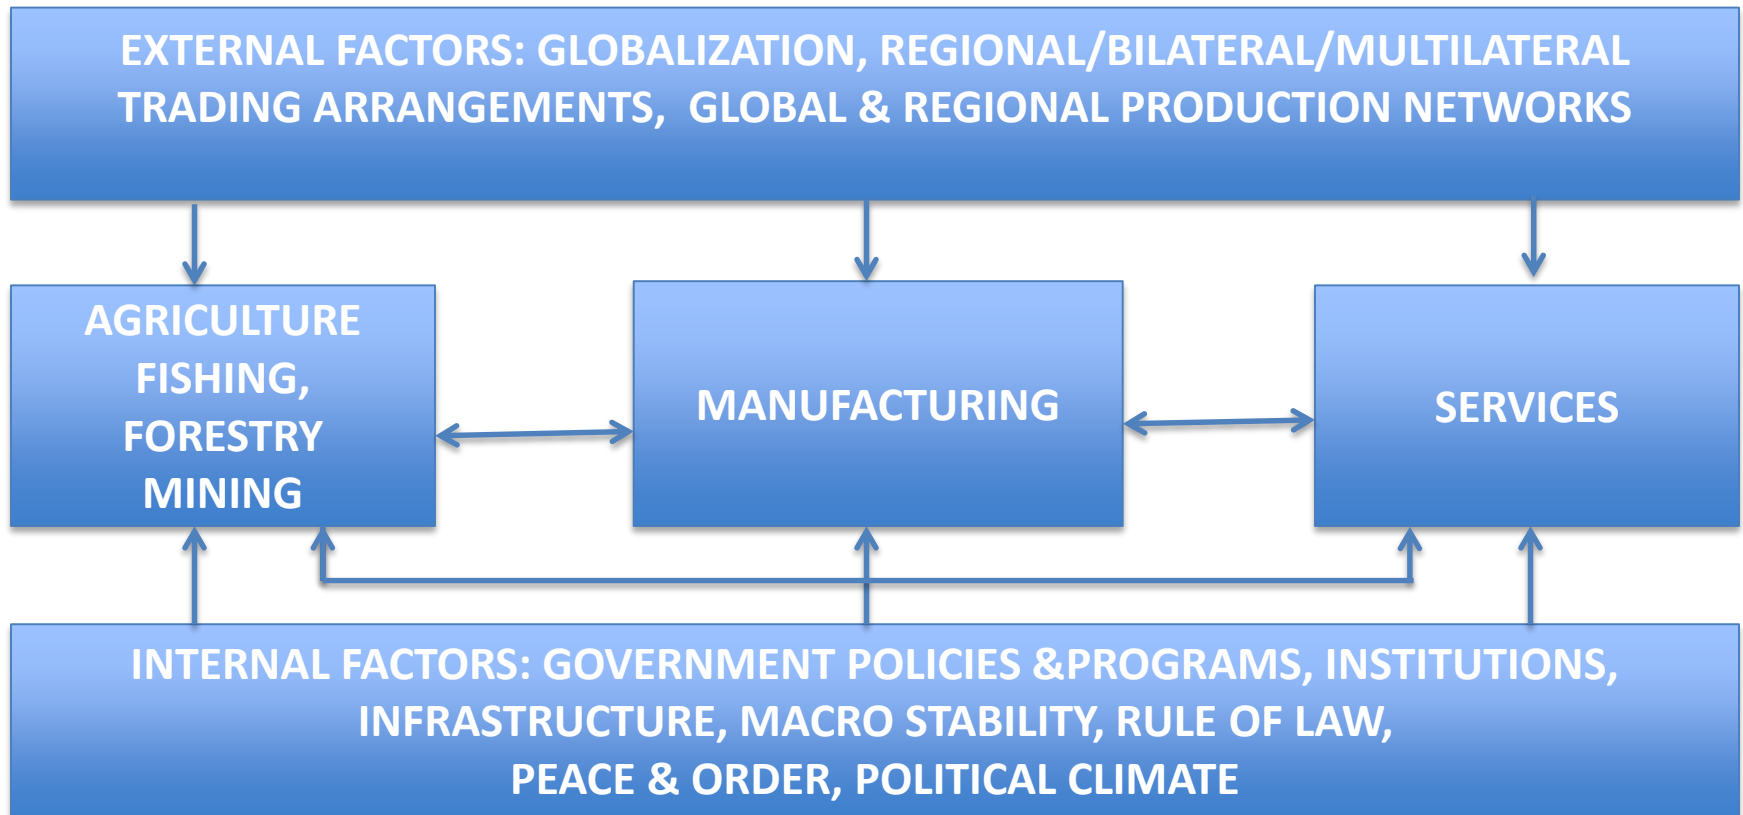 EXTERNAL FACTORS: GLOBALIZATION, REGIONAL/BILATERAL/MULTILATERAL
TRADING ARRANGEMENTS, GLOBAL & REGIONAL PRODUCTION NETWORKS
AGRICULTURE
FISHING,
FORESTRY
MINING
MANUFACTURING
SERVICES
INTERNAL FACTORS: GOVERNMENT POLICIES &PROGRAMS, INSTITUTIONS,
INFRASTRUCTURE, MACRO STABILITY, RULE OF LAW,
PEACE & ORDER, POLITICAL CLIMATE